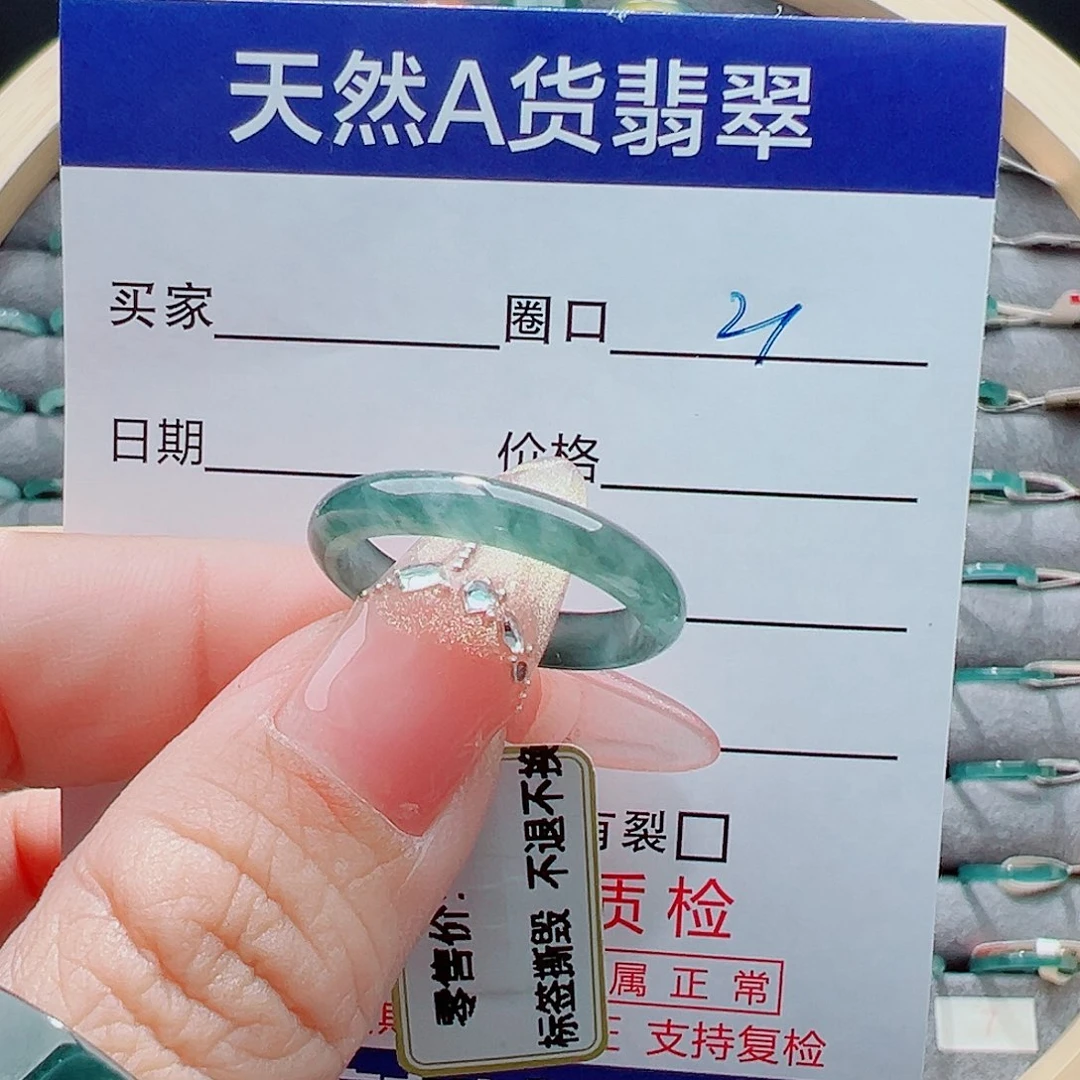 天然A货翡翠
买家 圈口 21
日期 价格
有裂
质检
属正常
支持复检
零售价:
标签撕毁 不退不换